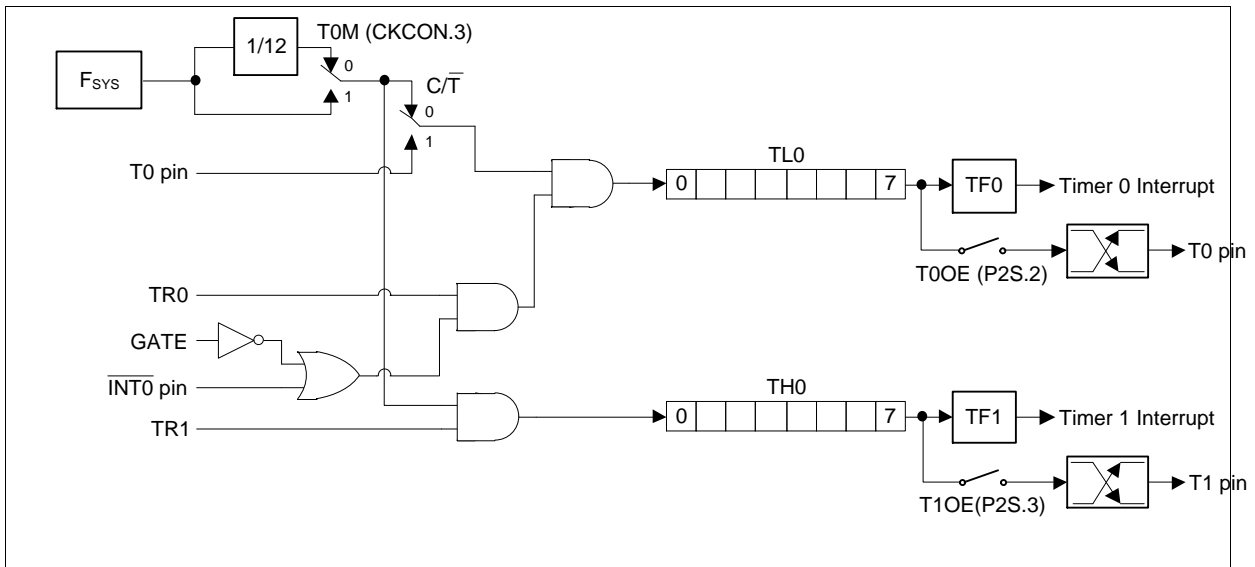 T0M (CKCON.3)
1/12
FSYS
0
1
C/T̅
0
1
T0 pin
TL0
0 7
TF0
Timer 0 Interrupt
T0OE (P2S.2)
T0 pin
TR0
GATE
I̅N̅T̅0̅ pin
TR1
TH0
0 7
TF1
Timer 1 Interrupt
T1OE(P2S.3)
T1 pin